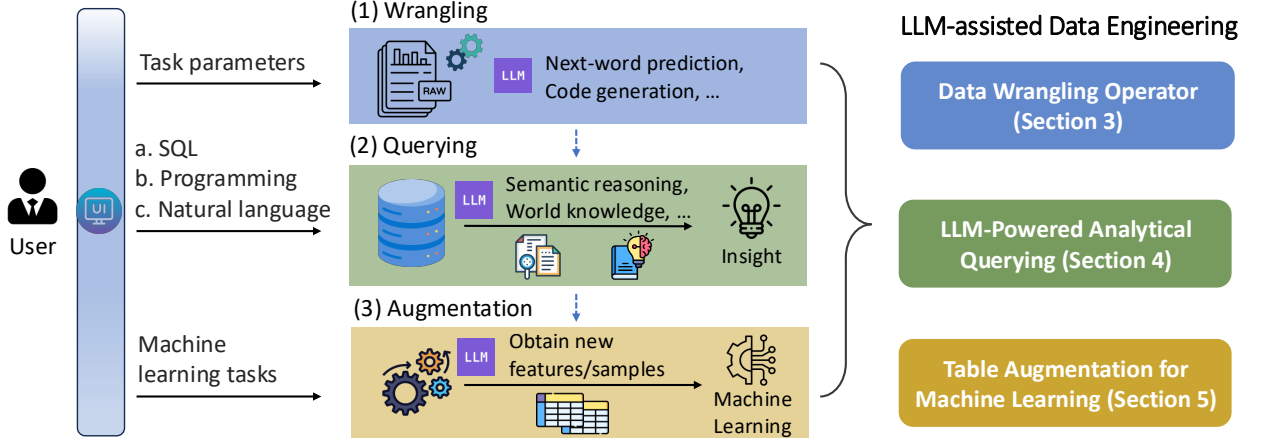 (1) Wrangling
LLM-assisted Data Engineering
Task parameters
RAW
LLM
Next-word prediction,
Code generation, ...
Data Wrangling Operator
(Section 3)
a. SQL
b. Programming
c. Natural language
UI
User
(2) Querying
LLM
Semantic reasoning,
World knowledge, ...
Insight
LLM-Powered Analytical
Querying (Section 4)
(3) Augmentation
Machine
learning tasks
LLM
Obtain new
features/samples
Machine
Learning
Table Augmentation for
Machine Learning (Section 5)